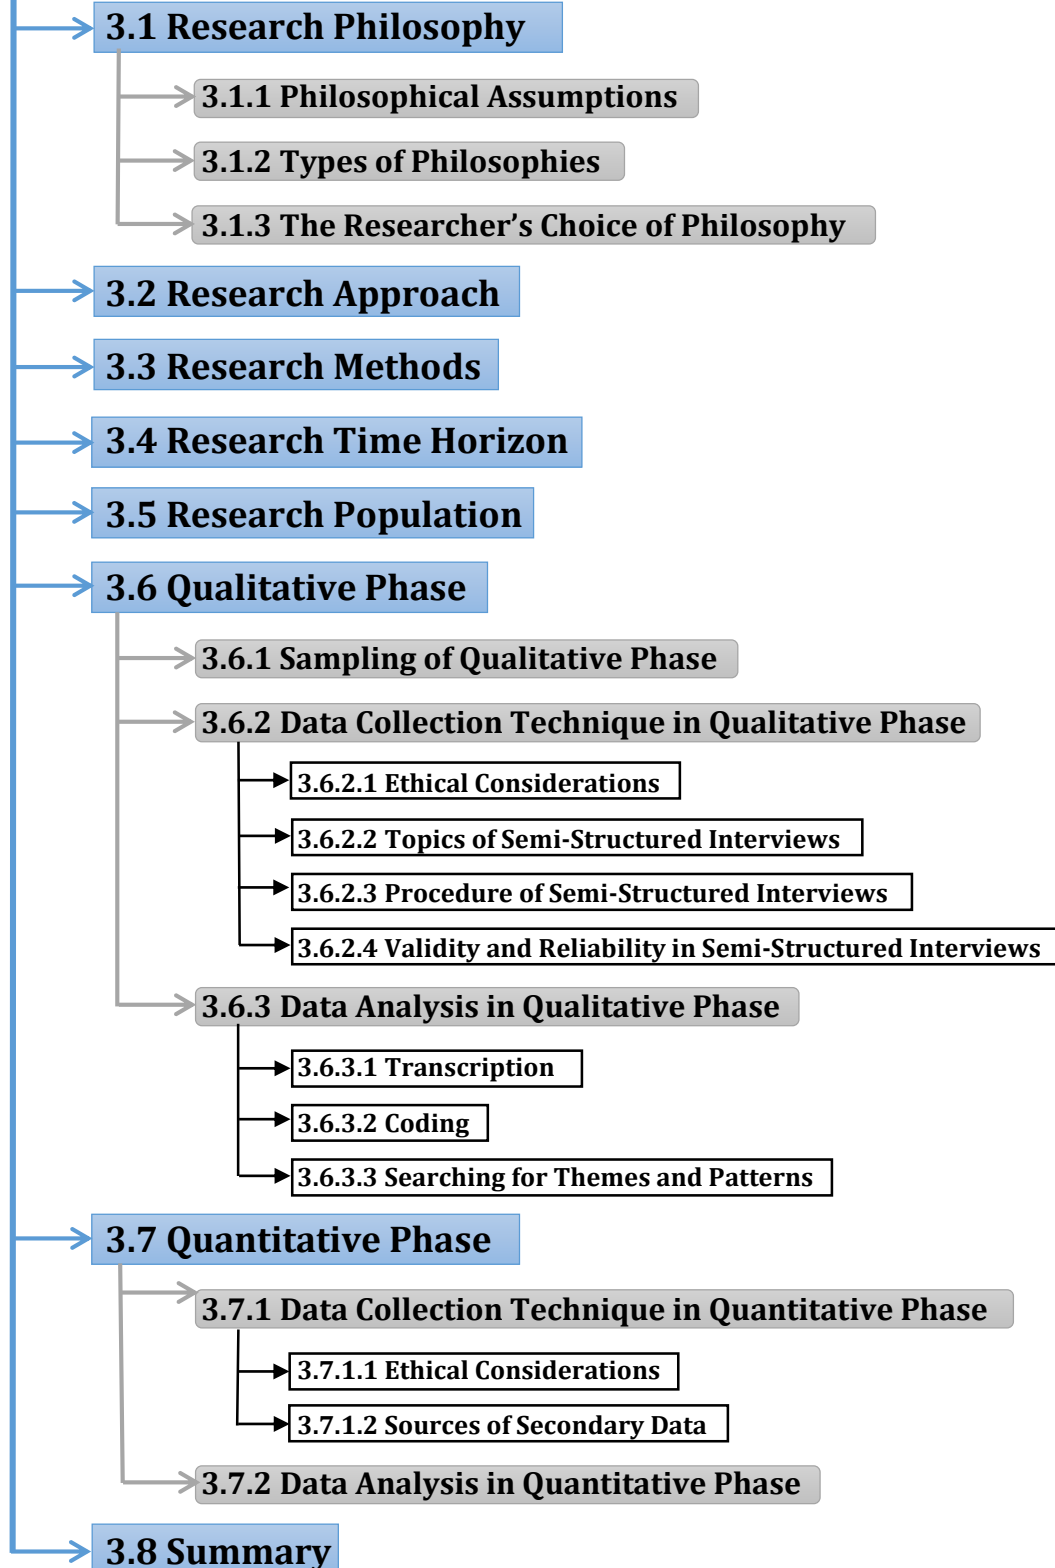 3.1 Research Philosophy
3.1.1 Philosophical Assumptions
3.1.2 Types of Philosophies
3.1.3 The Researcher’s Choice of Philosophy
3.2 Research Approach
3.3 Research Methods
3.4 Research Time Horizon
3.5 Research Population
3.6 Qualitative Phase
3.6.1 Sampling of Qualitative Phase
3.6.2 Data Collection Technique in Qualitative Phase
3.6.2.1 Ethical Considerations
3.6.2.2 Topics of Semi-Structured Interviews
3.6.2.3 Procedure of Semi-Structured Interviews
3.6.2.4 Validity and Reliability in Semi-Structured Interviews
3.6.3 Data Analysis in Qualitative Phase
3.6.3.1 Transcription
3.6.3.2 Coding
3.6.3.3 Searching for Themes and Patterns
3.7 Quantitative Phase
3.7.1 Data Collection Technique in Quantitative Phase
3.7.1.1 Ethical Considerations
3.7.1.2 Sources of Secondary Data
3.7.2 Data Analysis in Quantitative Phase
3.8 Summary